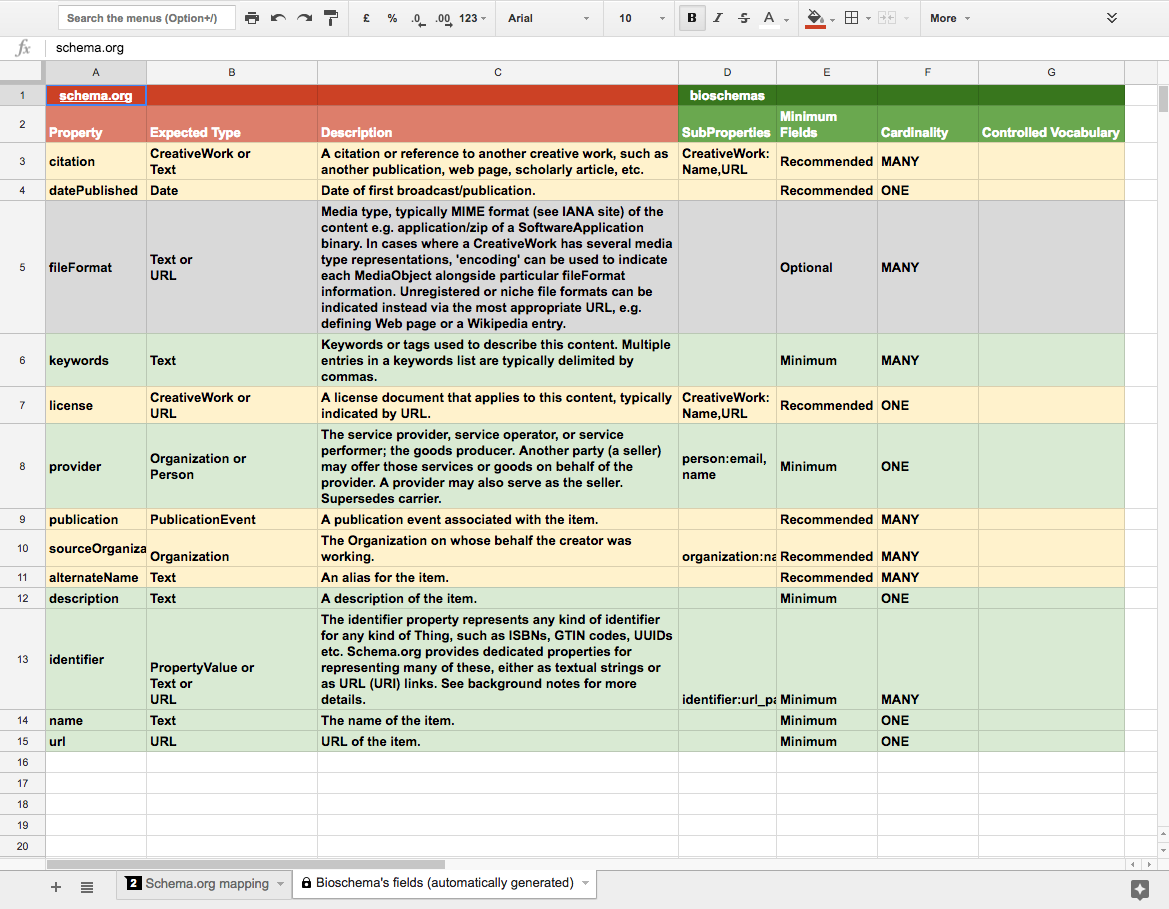 Search the menus (Option+/) £ % .0 .00 123 Arial 10 B I S A More
fx schema.org
A B C D E F G
1 schema.org bioschemas
2 Property Expected Type Description SubProperties Minimum Fields Cardinality Controlled Vocabulary
3 citation CreativeWork or Text A citation or reference to another creative work, such as another publication, web page, scholarly article, etc. CreativeWork: Name,URL Recommended MANY
4 datePublished Date Date of first broadcast/publication. Recommended ONE
5 fileFormat Text or URL Media type, typically MIME format (see IANA site) of the content e.g. application/zip of a SoftwareApplication binary. In cases where a CreativeWork has several media type representations, 'encoding' can be used to indicate each MediaObject alongside particular fileFormat information. Unregistered or niche file formats can be indicated instead via the most appropriate URL, e.g. defining Web page or a Wikipedia entry. Optional MANY
6 keywords Text Keywords or tags used to describe this content. Multiple entries in a keywords list are typically delimited by commas. Minimum MANY
7 license CreativeWork or URL A license document that applies to this content, typically indicated by URL. CreativeWork: Name,URL Recommended ONE
8 provider Organization or Person The service provider, service operator, or service performer; the goods producer. Another party (a seller) may offer those services or goods on behalf of the provider. A provider may also serve as the seller. Supersedes carrier. person:email, name Minimum ONE
9 publication PublicationEvent A publication event associated with the item. Recommended MANY
10 sourceOrganiza Organization The Organization on whose behalf the creator was working. organization:na Recommended MANY
11 alternateName Text An alias for the item. Recommended MANY
12 description Text A description of the item. Minimum ONE
13 identifier PropertyValue or Text or URL The identifier property represents any kind of identifier for any kind of Thing, such as ISBNs, GTIN codes, UUIDs etc. Schema.org provides dedicated properties for representing many of these, either as textual strings or as URL (URI) links. See background notes for more details. identifier:url_pa Minimum MANY
14 name Text The name of the item. Minimum ONE
15 url URL URL of the item. Minimum ONE
16
17
18
19
20
2 Schema.org mapping Bioschema's fields (automatically generated)